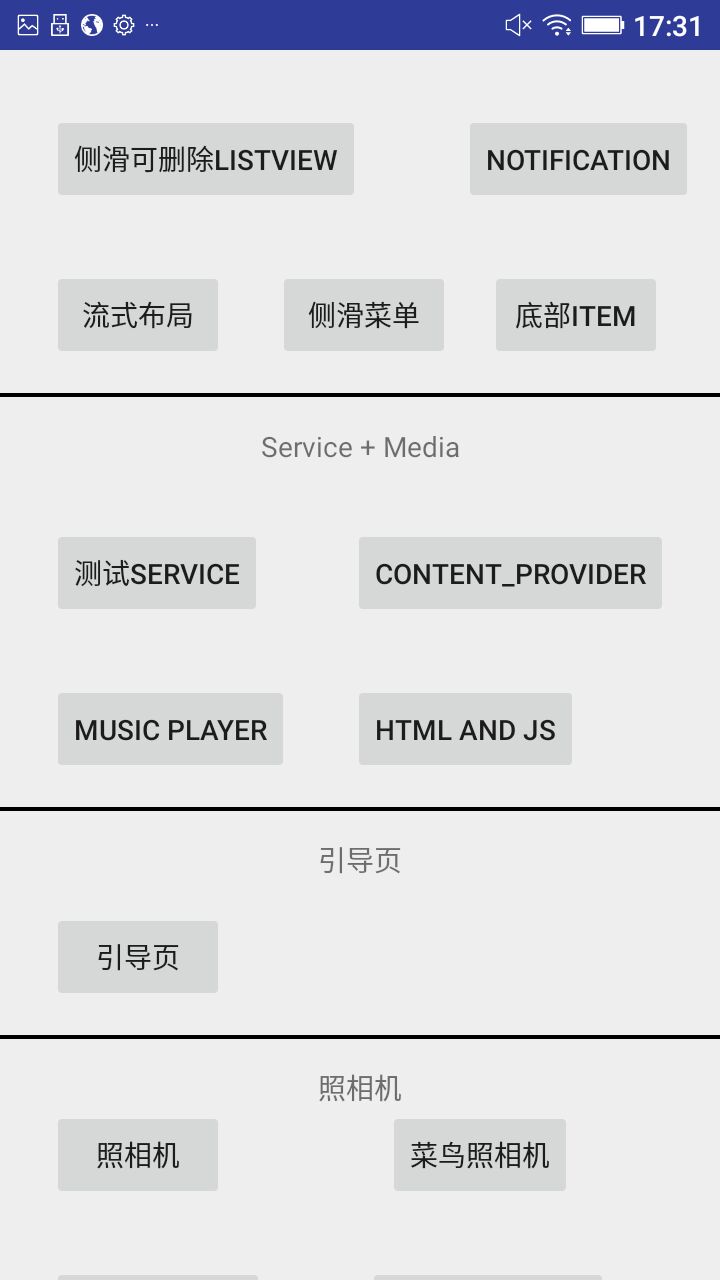 17:31
侧滑可删除LISTVIEW
NOTIFICATION
流式布局
侧滑菜单
底部ITEM
Service + Media
测试SERVICE
CONTENT_PROVIDER
MUSIC PLAYER
HTML AND JS
引导页
引导页
照相机
照相机
菜鸟照相机